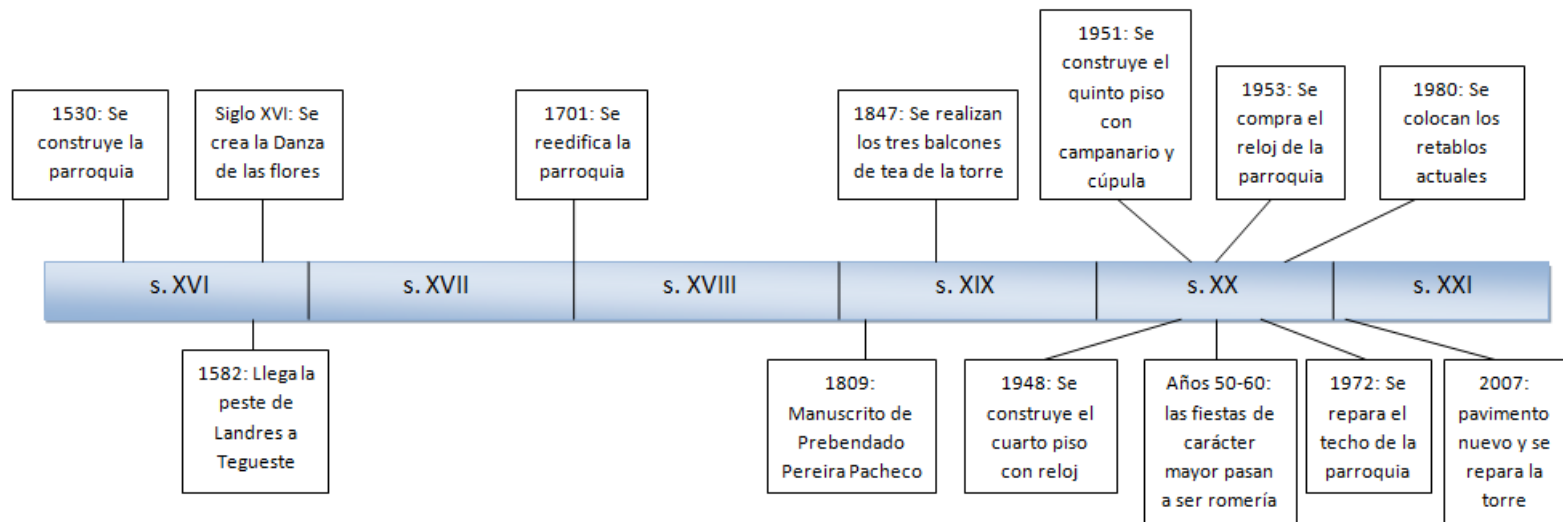 1530: Se
construye la
parroquia
Siglo XVI: Se
crea la Danza
de las flores
1701: Se
reedifica la
parroquia
1847: Se realizan
los tres balcones
de tea de la torre
1951: Se
construye el
quinto piso
con
campanario y
cúpula
1953: Se
compra el
reloj de la
parroquia
1980: Se
colocan los
retablos
actuales
s. XVI
s. XVII
s. XVIII
s. XIX
s. XX
s. XXI
1582: Llega la
peste de
Landres a
Tegueste
1809:
Manuscrito de
Prebendado
Pereira Pacheco
1948: Se
construye el
cuarto piso
con reloj
Años 50-60:
las fiestas de
carácter
mayor pasan
a ser romería
1972: Se
repara el
techo de la
parroquia
2007:
pavimento
nuevo y se
repara la
torre